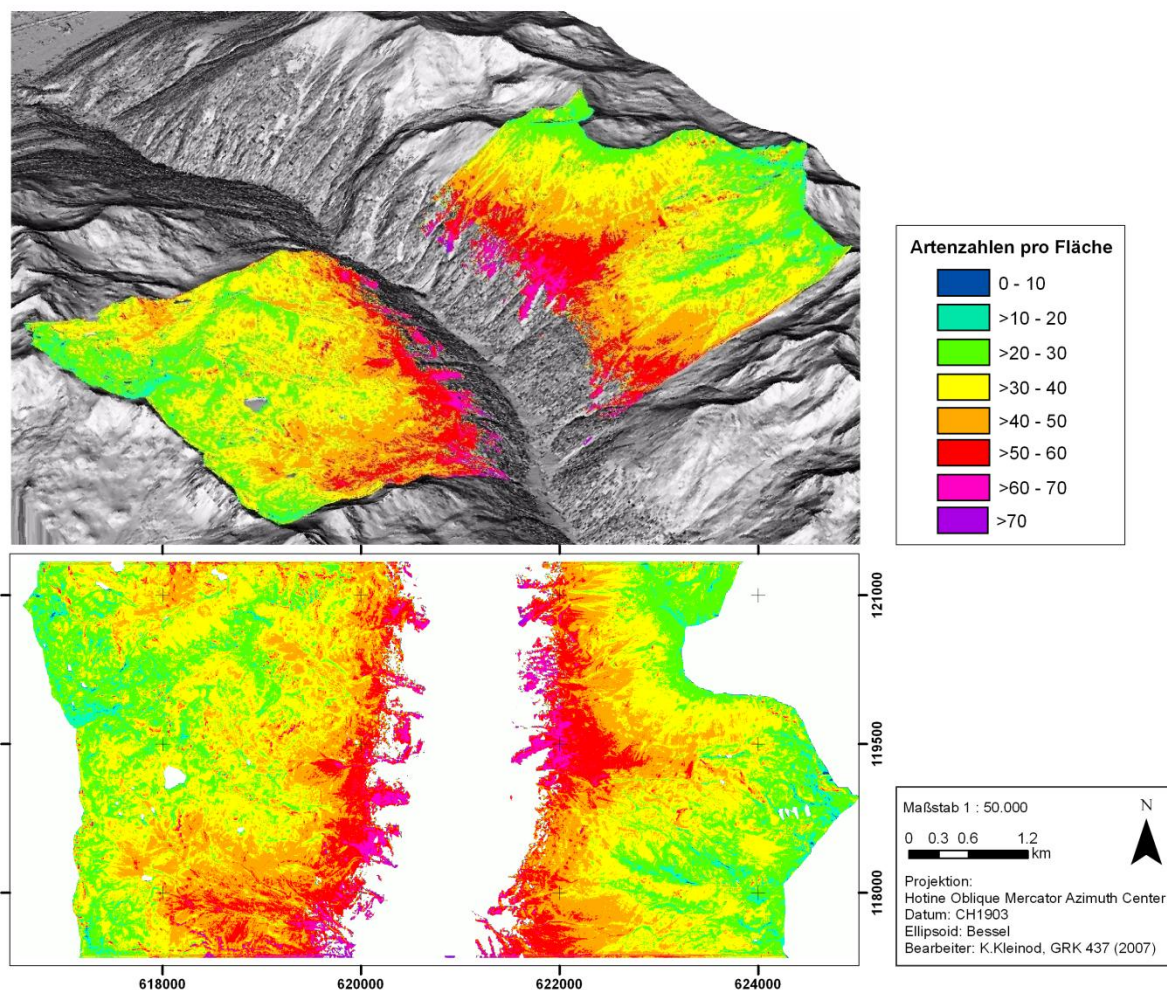 Artenzahlen pro Fläche
0 - 10
>10 - 20
>20 - 30
>30 - 40
>40 - 50
>50 - 60
>60 - 70
>70
121000
119500
118000
618000
620000
622000
624000
Maßstab 1 : 50.000
N
0 0.3 0.6 1.2
km
Projektion:
Hotine Oblique Mercator Azimuth Center
Datum: CH1903
Ellipsoid: Bessel
Bearbeiter: K.Kleinod, GRK 437 (2007)